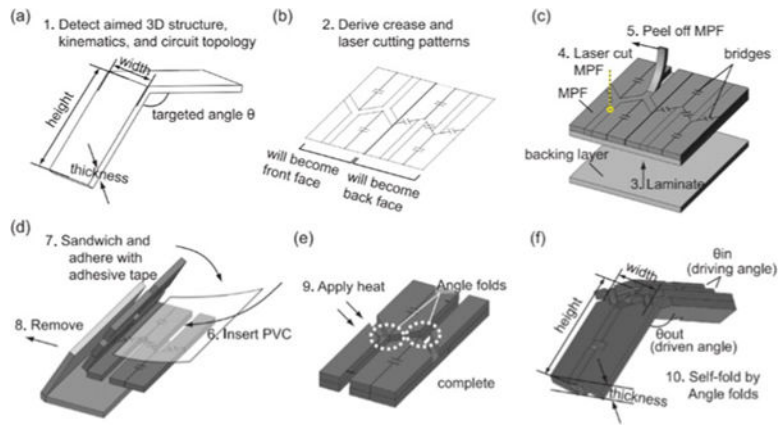 (a)
1. Detect aimed 3D structure,
kinematics, and circuit topology
width
height
targeted angle θ
thickness
(b)
2. Derive crease and
laser cutting patterns
will become
front face
will become
back face
(c)
5. Peel off MPF
4. Laser cut
MPF
bridges
MPF
backing layer
3. Laminate
(d)
7. Sandwich and
adhere with
adhesive tape
8. Remove
6. Insert PVC
(e)
9. Apply heat
Angle folds
complete
(f)
θin
(driving angle)
width
height
θout
(driven angle)
thickness
10. Self-fold by
Angle folds